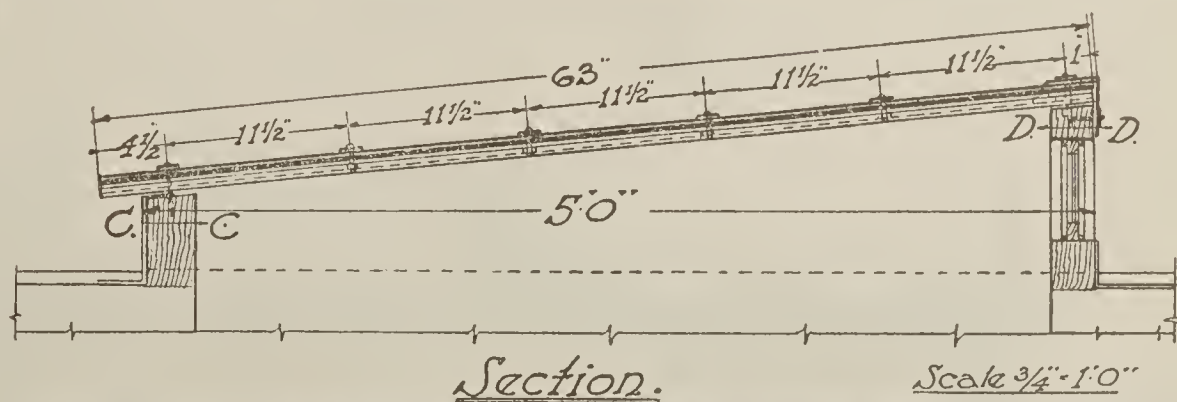 63"
1"
4½"
11½"
11½"
11½"
11½"
11½"
D. D.
C. C.
5'0"
Section.
Scale 3/4"=1'0"